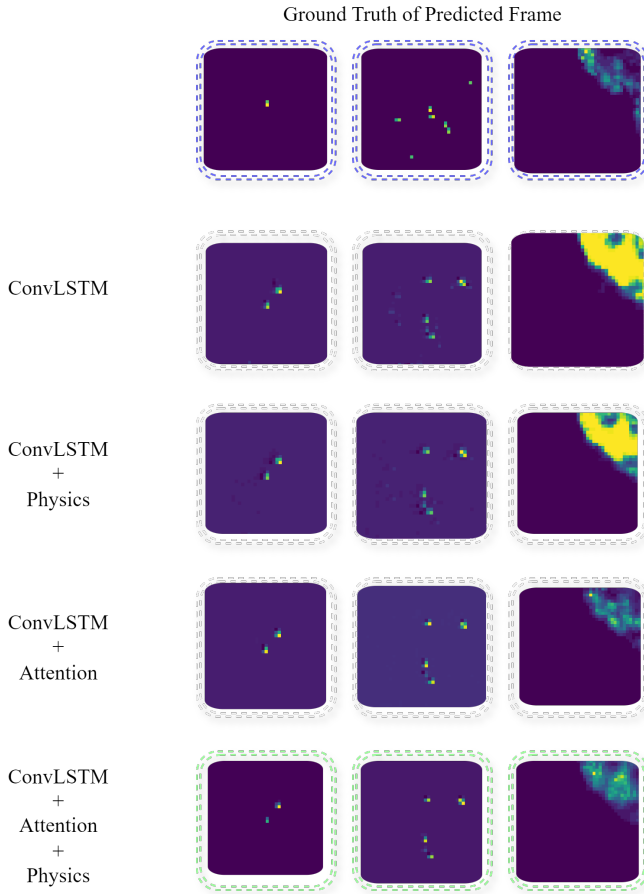 Ground Truth of Predicted Frame
ConvLSTM
ConvLSTM
+
Physics
ConvLSTM
+
Attention
ConvLSTM
+
Attention
+
Physics